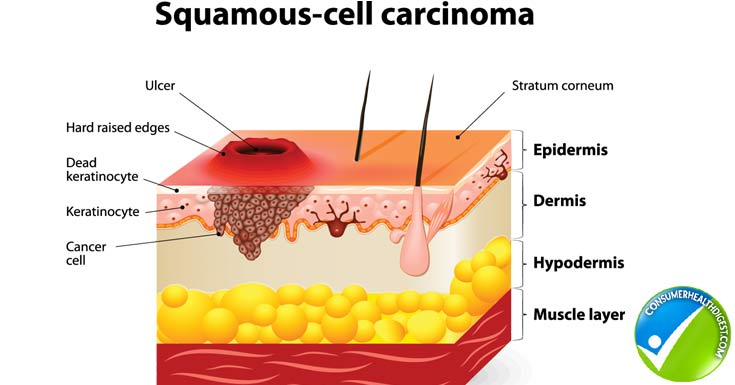 Squamous-cell carcinoma
Ulcer
Stratum corneum
Hard raised edges
Epidermis
Dead
keratinocyte
Dermis
Keratinocyte
Cancer
cell
Hypodermis
Muscle layer
CONSUMERHEALTHDIGEST.COM